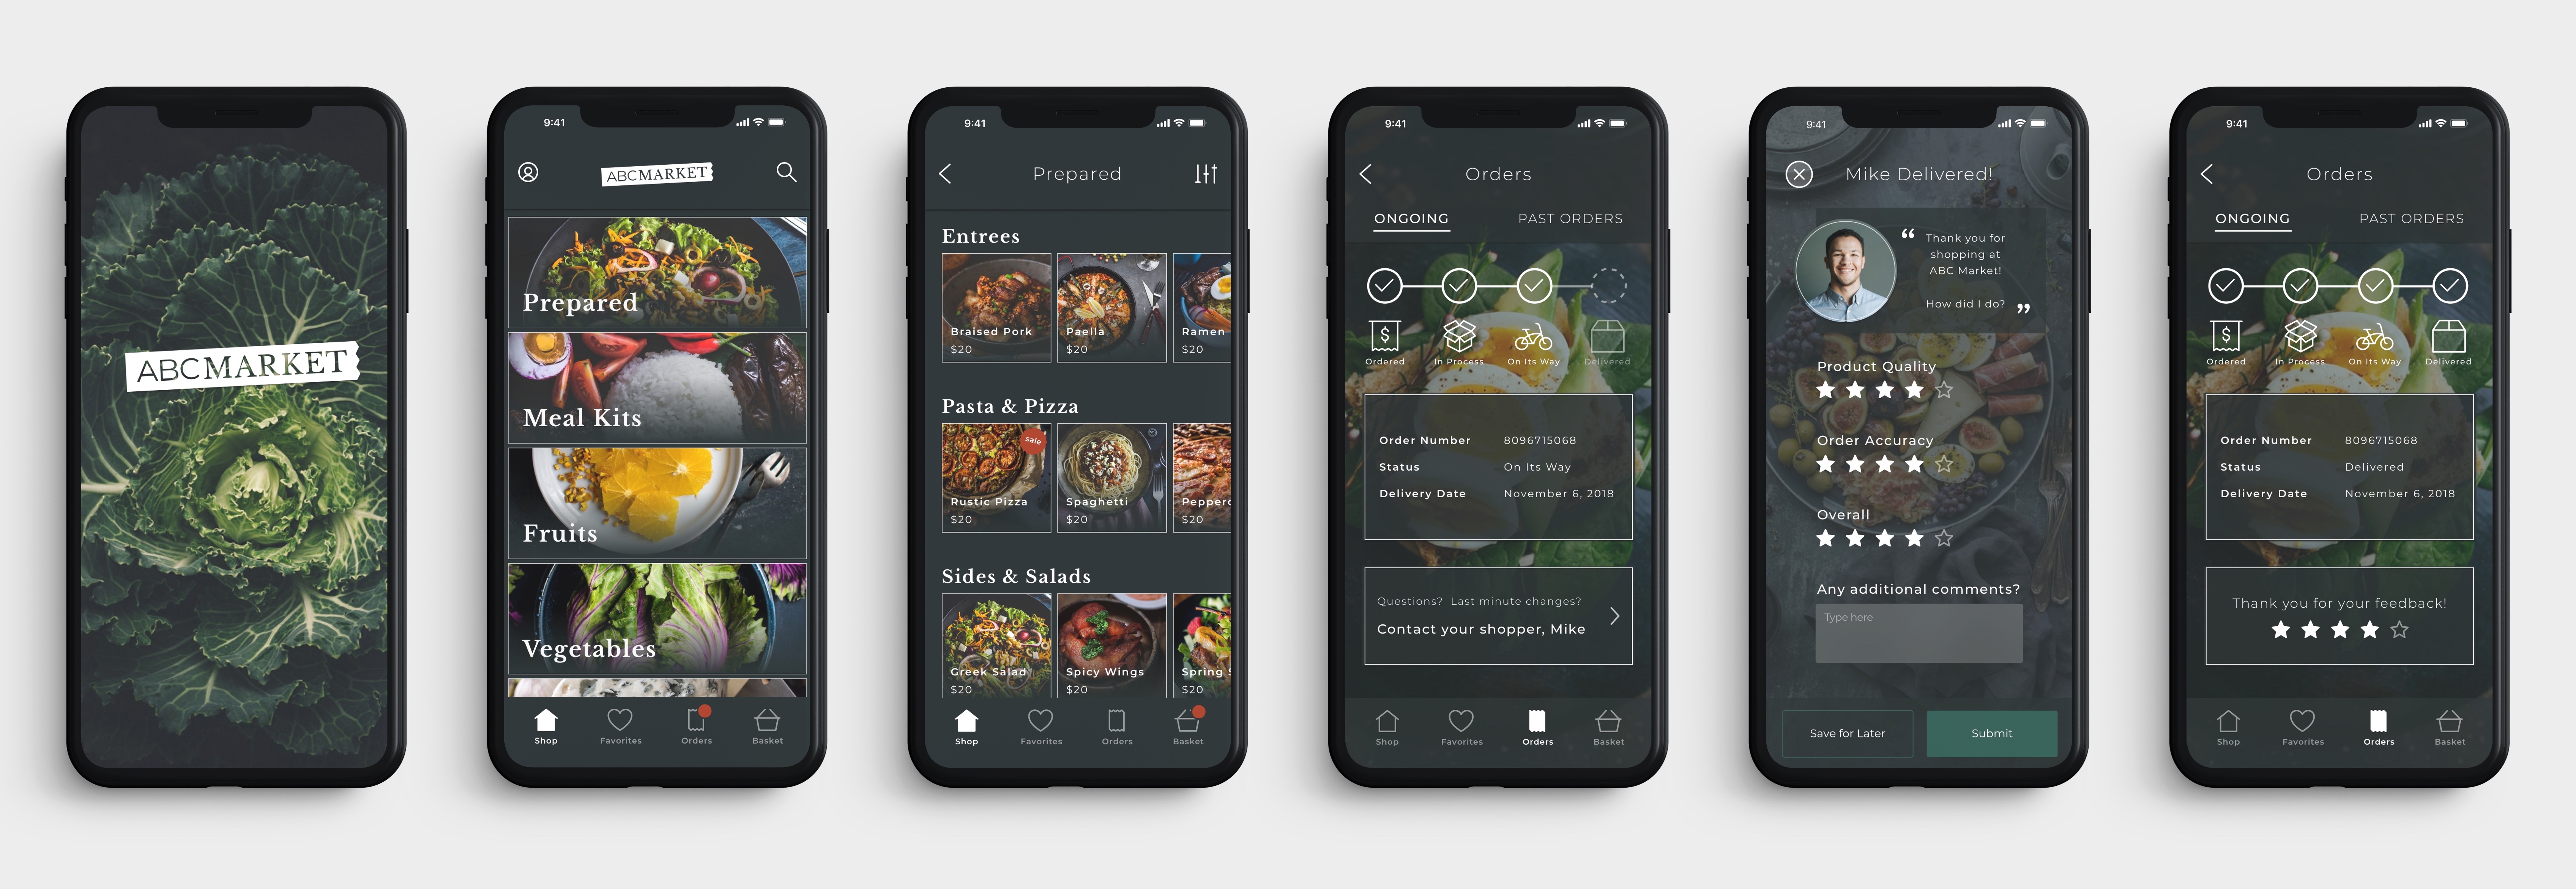 ABCMARKET
9:41
ABCMARKET
Prepared
Meal Kits
Fruits
Vegetables
Shop
Favorites
Orders
Basket
9:41
Prepared
Entrees
Braised Pork
$20
Paella
$20
Ramen
$20
Pasta & Pizza
sale
Rustic Pizza
$20
Spaghetti
$20
Pepperc
$20
Sides & Salads
Greek Salad
$20
Spicy Wings
$20
Spring S
$20
Shop
Favorites
Orders
Basket
9:41
Orders
ONGOING
PAST ORDERS
$
Ordered
In Process
On Its Way
Delivered
Order Number 8096715068
Status On Its Way
Delivery Date November 6, 2018
Questions? Last minute changes?
Contact your shopper, Mike
Shop
Favorites
Orders
Basket
9:41
Mike Delivered!
“ Thank you for
shopping at
ABC Market!
How did I do? ”
Product Quality
Order Accuracy
Overall
Any additional comments?
Type here
Save for Later
Submit
9:41
Orders
ONGOING
PAST ORDERS
$
Ordered
In Process
On Its Way
Delivered
Order Number 8096715068
Status Delivered
Delivery Date November 6, 2018
Thank you for your feedback!
Shop
Favorites
Orders
Basket